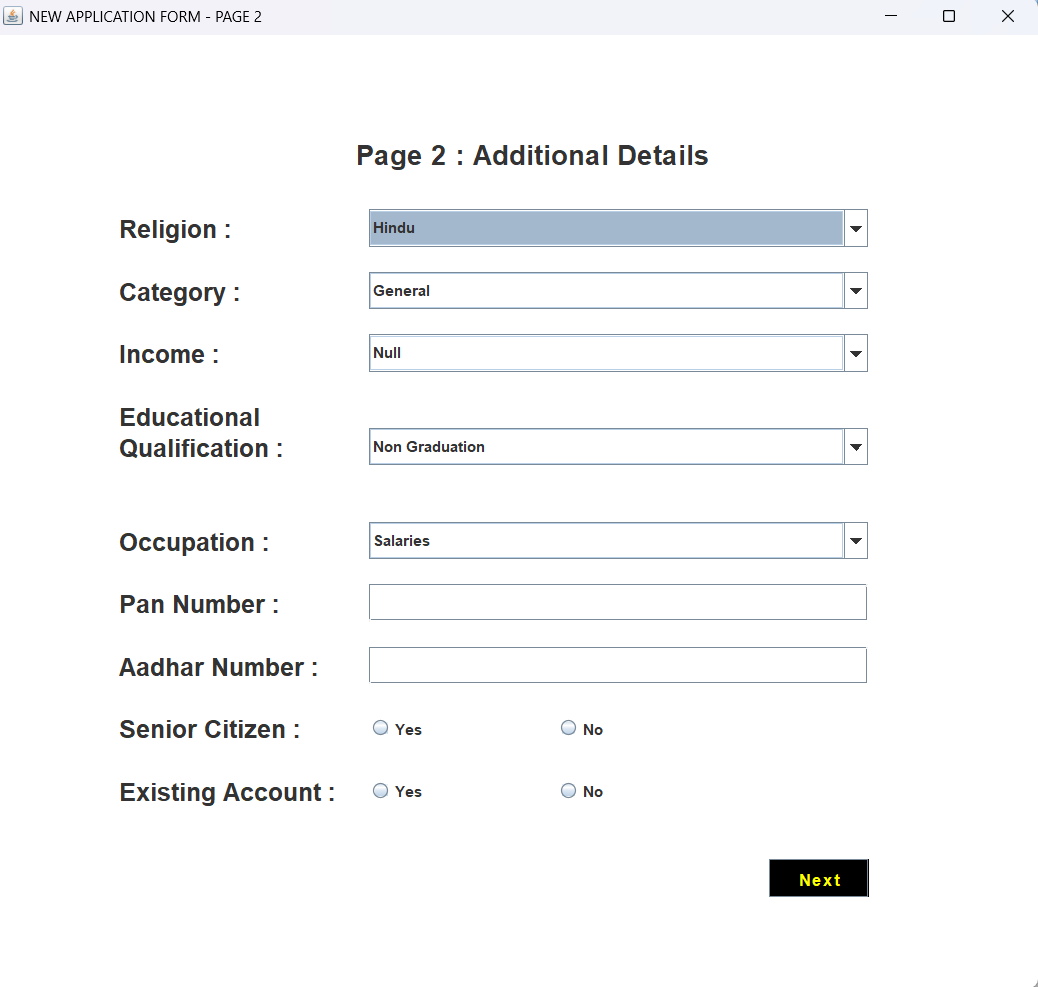 NEW APPLICATION FORM - PAGE 2
Page 2 : Additional Details
Religion : Hindu
Category : General
Income : Null
Educational
Qualification : Non Graduation
Occupation : Salaries
Pan Number :
Aadhar Number :
Senior Citizen : Yes No
Existing Account : Yes No
Next